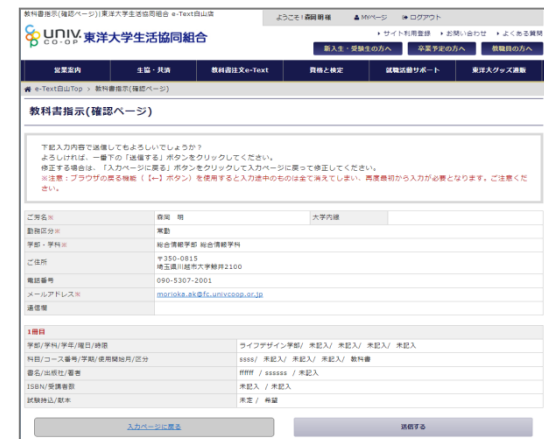 教科書指示(確認ページ)|東洋大学生活協同組合 e-Text白山店
ようこそ!森岡 明 様 MYページ ログアウト
UNIV. CO-OP 東洋大学生活協同組合
サイト利用登録 お問い合わせ よくある質問
新入生・受験生の方へ 卒業予定の方へ 教職員の方へ
営業案内 生協・共済 教科書注文e-Text 資格と検定 就職活動サポート 東洋大グッズ通販
e-Text白山Top > 教科書指示(確認ページ)
教科書指示(確認ページ)
下記入力内容で送信してもよろしいでしょうか?
よろしければ、一番下の「送信する」ボタンをクリックしてください。
修正する場合は、「入力ページに戻る」ボタンをクリックして入力ページに戻って修正してください。
※注意:ブラウザの戻る機能(【←】ボタン)を使用すると入力途中のものは全て消えてしまい、再度最初から入力が必要となります。ご注意くだ
さい。
ご芳名※ 森岡 明 大学内線
勤務区分※ 常勤
学部・学科※ 総合情報学部 総合情報学科
ご住所 〒350-0815
埼玉県川越市大字鯨井2100
電話番号 090-5307-2001
メールアドレス※ morioka.ak@fc.univcoop.or.jp
通信欄
1冊目
学部/学科/学年/曜日/時限 ライフデザイン学部/ 未記入/ 未記入/ 未記入/ 未記入
科目/コース番号/学期/使用開始月/区分 ssss/ 未記入/ 未記入/ 未記入/ 教科書
書名/出版社/著者 ffffff / ssssss / 未記入
ISBN/受講者数 未記入 / 未記入
試験持込/献本 未定 / 希望
入力ページに戻る 送信する